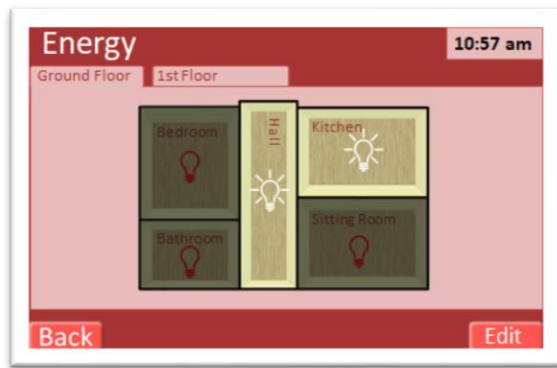 Energy
10:57 am
Ground Floor
1st Floor
Bedroom
Hall
Kitchen
Bathroom
Sitting Room
Back
Edit